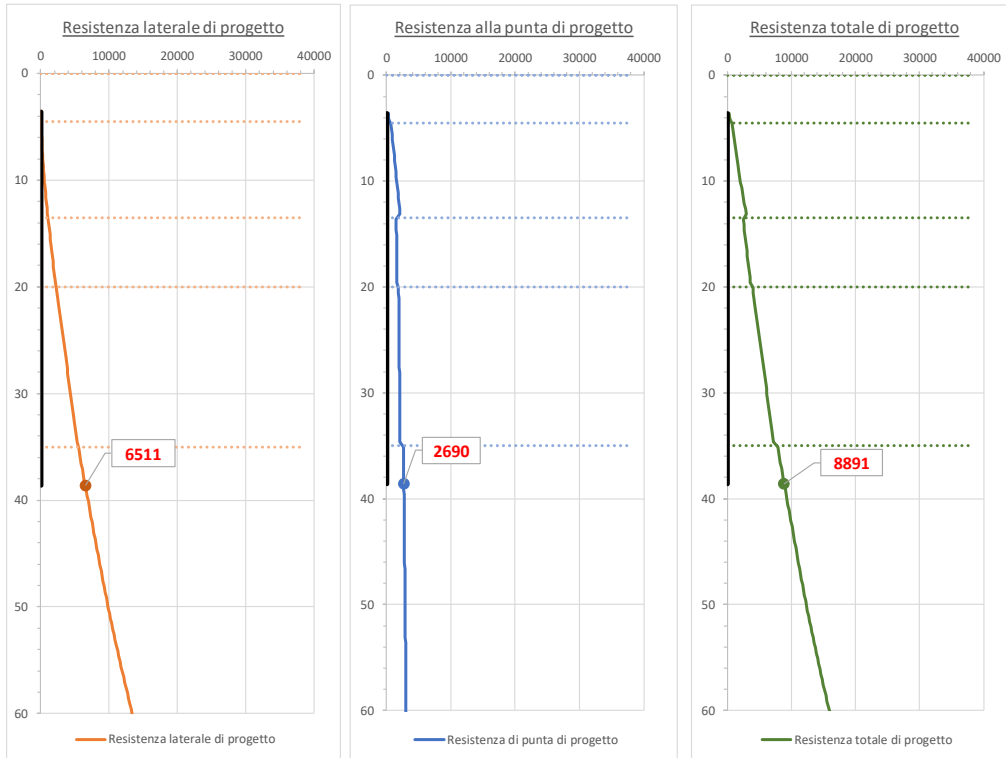 Resistenza laterale di progetto
0 10000 20000 30000 40000
0
10
20
30
40
50
60
6511
Resistenza laterale di progetto
Resistenza alla punta di progetto
0 10000 20000 30000 40000
0
10
20
30
40
50
60
2690
Resistenza di punta di progetto
Resistenza totale di progetto
0 10000 20000 30000 40000
0
10
20
30
40
50
60
8891
Resistenza totale di progetto